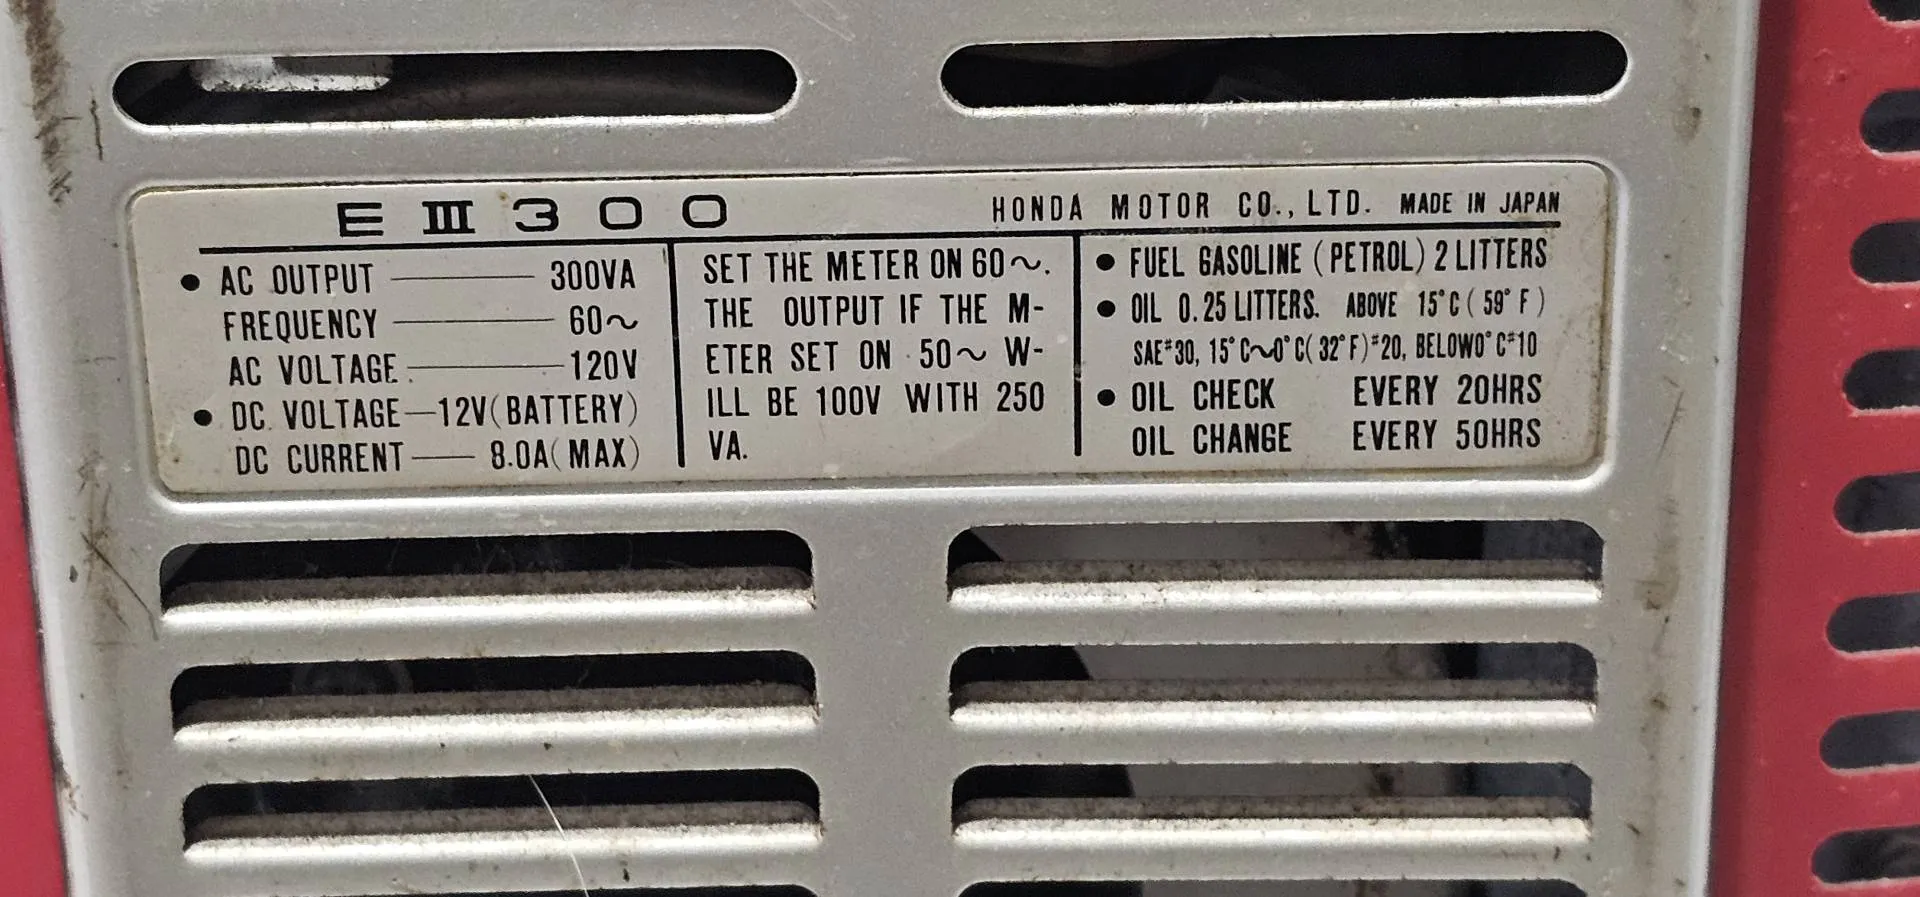 E III 300 HONDA MOTOR CO., LTD. MADE IN JAPAN
● AC OUTPUT 300VA
FREQUENCY 60~
AC VOLTAGE 120V
● DC. VOLTAGE 12V(BATTERY)
DC CURRENT 8.0A(MAX)
SET THE METER ON 60~.
THE OUTPUT IF THE M-
ETER SET ON 50~ W-
ILL BE 100V WITH 250
VA.
● FUEL GASOLINE (PETROL) 2 LITTERS
● OIL 0.25 LITTERS. ABOVE 15°C (59°F)
SAE#30, 15°C~0°C(32°F)#20, BELOW0°C#10
● OIL CHECK EVERY 20HRS
OIL CHANGE EVERY 50HRS